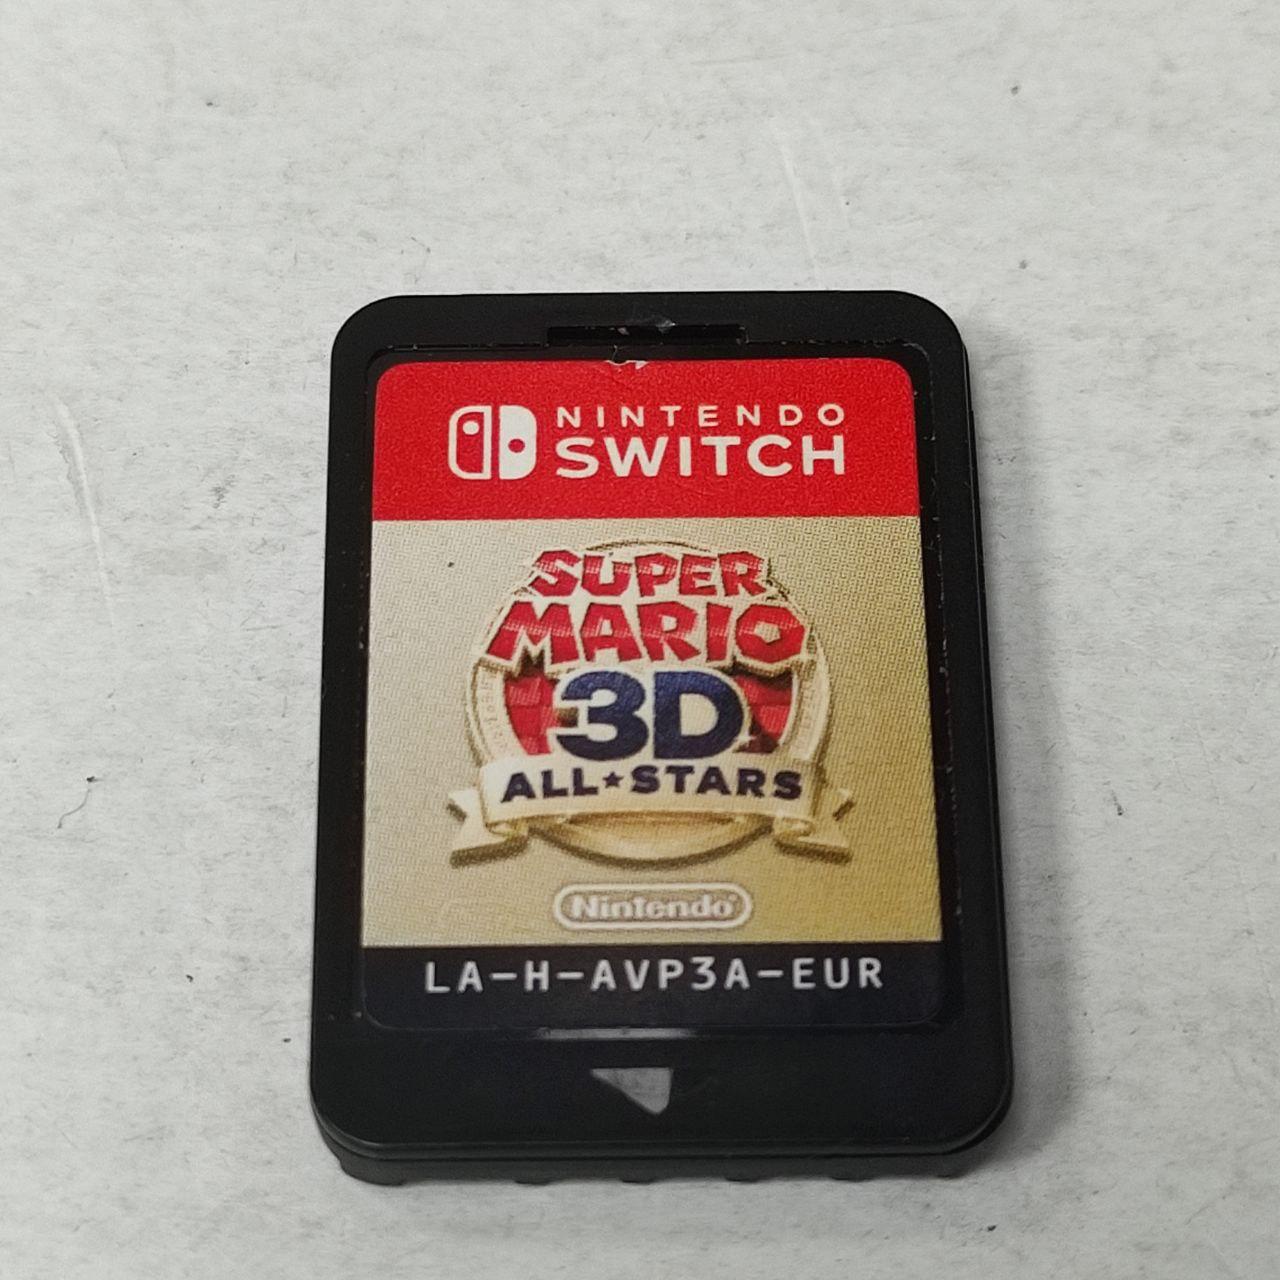 NINTENDO
SWITCH
SUPER
MARIO
3D
ALL★STARS
Nintendo
LA-H-AVP3A-EUR